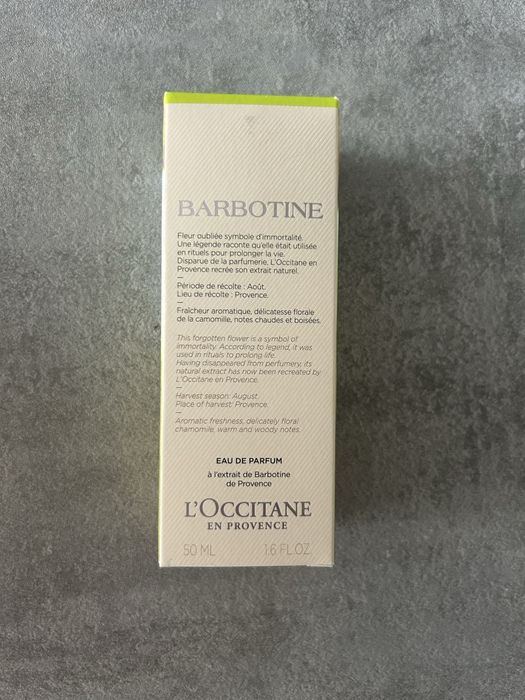 BARBOTINE
Fleur oubliée symbole d'immortalité.
Une légende raconte qu'elle était utilisée
en rituels pour prolonger la vie.
Disparue de la parfumerie, L'Occitane en
Provence recrée son extrait naturel.
—
Période de récolte : Août.
Lieu de récolte : Provence.
—
Fraîcheur aromatique, délicatesse florale
de la camomille, notes chaudes et boisées.
This forgotten flower is a symbol of
immortality. According to legend, it was
used in rituals to prolong life.
Having disappeared from perfumery, its
natural extract has now been recreated by
L'Occitane en Provence.
—
Harvest season: August.
Place of harvest: Provence.
—
Aromatic freshness, delicately floral
chamomile, warm and woody notes.
EAU DE PARFUM
à l'extrait de Barbotine
de Provence
L'OCCITANE
EN PROVENCE
50 ML 1.6 FL.OZ.